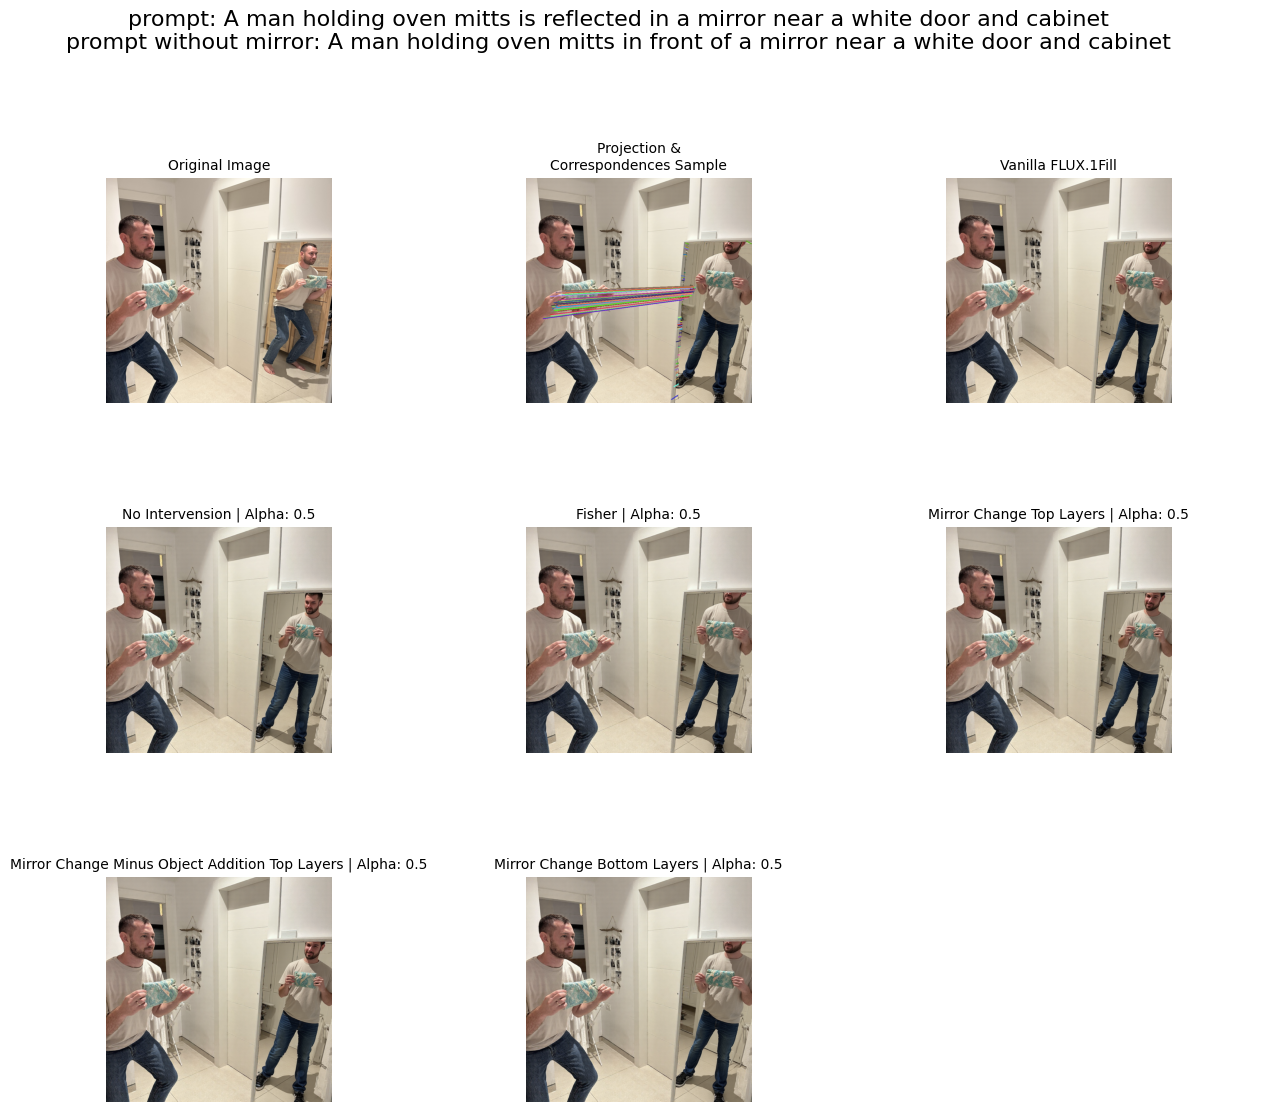 prompt: A man holding oven mitts is reflected in a mirror near a white door and cabinet
prompt without mirror: A man holding oven mitts in front of a mirror near a white door and cabinet
Original Image
Projection &
Correspondences Sample
Vanilla FLUX.1Fill
No Intervension | Alpha: 0.5
Fisher | Alpha: 0.5
Mirror Change Top Layers | Alpha: 0.5
Mirror Change Minus Object Addition Top Layers | Alpha: 0.5
Mirror Change Bottom Layers | Alpha: 0.5